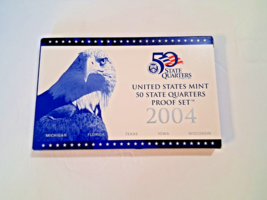 50
STATE
QUARTERS
UNITED STATES MINT
50 STATE QUARTERS
PROOF SET™
2004
MICHIGAN FLORIDA TEXAS IOWA WISCONSIN